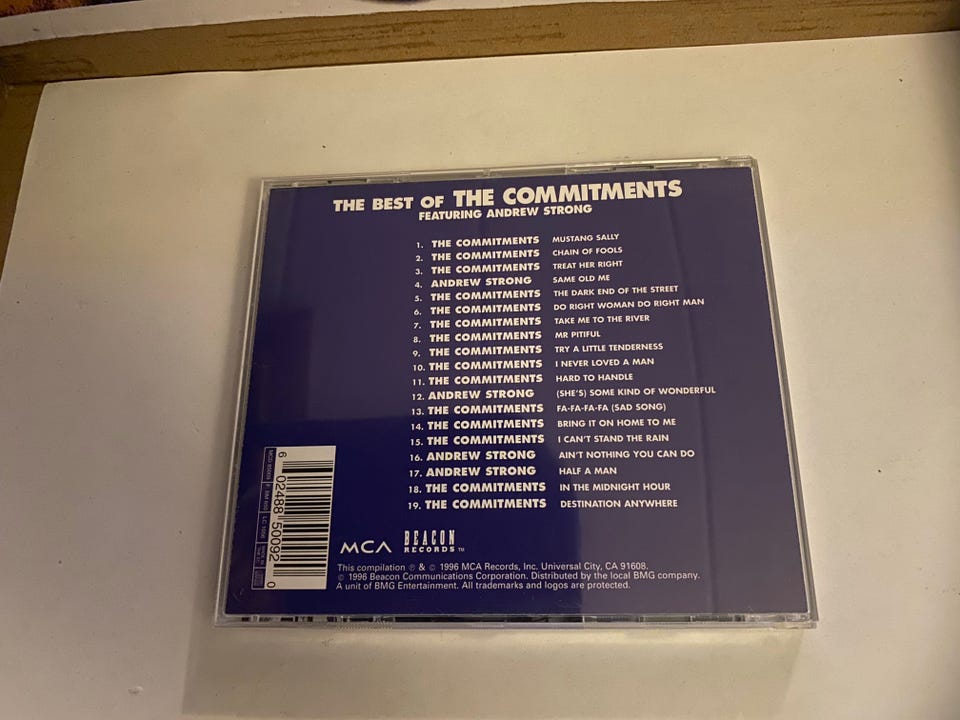 THE BEST OF THE COMMITMENTS
FEATURING ANDREW STRONG
1. THE COMMITMENTS MUSTANG SALLY
2. THE COMMITMENTS CHAIN OF FOOLS
3. THE COMMITMENTS TREAT HER RIGHT
4. ANDREW STRONG SAME OLD ME
5. THE COMMITMENTS THE DARK END OF THE STREET
6. THE COMMITMENTS DO RIGHT WOMAN DO RIGHT MAN
7. THE COMMITMENTS TAKE ME TO THE RIVER
8. THE COMMITMENTS MR PITIFUL
9. THE COMMITMENTS TRY A LITTLE TENDERNESS
10. THE COMMITMENTS I NEVER LOVED A MAN
11. THE COMMITMENTS HARD TO HANDLE
12. ANDREW STRONG (SHE'S) SOME KIND OF WONDERFUL
13. THE COMMITMENTS FA-FA-FA-FA (SAD SONG)
14. THE COMMITMENTS BRING IT ON HOME TO ME
15. THE COMMITMENTS I CAN'T STAND THE RAIN
16. ANDREW STRONG AIN'T NOTHING YOU CAN DO
17. ANDREW STRONG HALF A MAN
18. THE COMMITMENTS IN THE MIDNIGHT HOUR
19. THE COMMITMENTS DESTINATION ANYWHERE
6 02488 50092 0
MCA BEACON
RECORDS TM
This compilation ℗ & © 1996 MCA Records, Inc. Universal City, CA 91608.
© 1996 Beacon Communications Corporation. Distributed by the local BMG company.
A unit of BMG Entertainment. All trademarks and logos are protected.